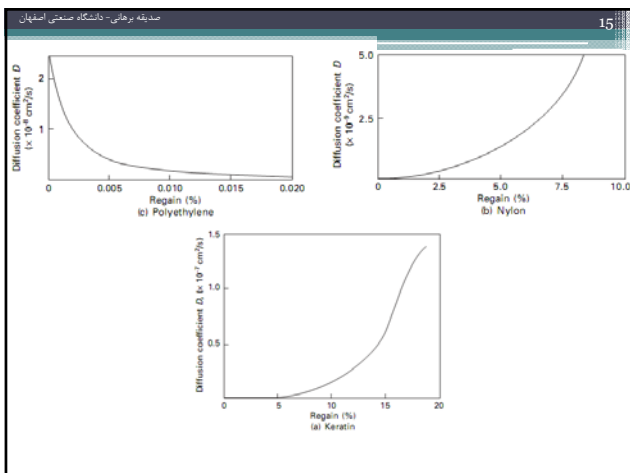 صدیقه برهانی- دانشگاه صنعتی اصفهان
15
Diffusion coefficient D
(× 10⁻⁸ cm²/s)
2
1
0
0.005
0.010
0.015
0.020
Regain (%)
(c) Polyethylene
Diffusion coefficient D
(× 10⁻⁹ cm²/s)
5.0
2.5
0
2.5
5.0
7.5
10.0
Regain (%)
(b) Nylon
Diffusion coefficient D, (× 10⁻⁷ cm²/s)
1.5
1.0
0.5
0
5
10
15
20
Regain (%)
(a) Keratin